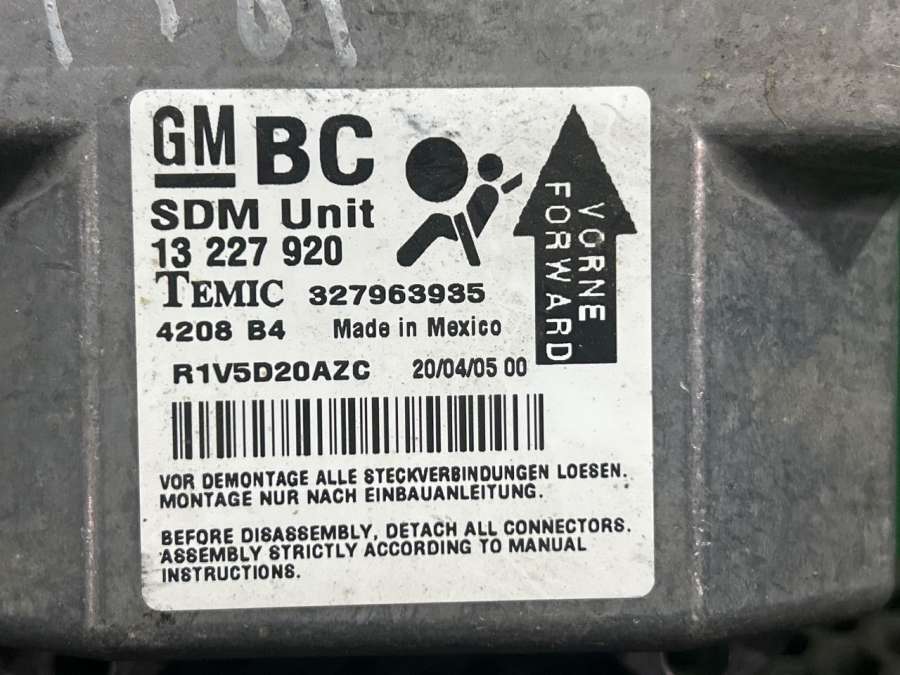 GM BC
SDM Unit
13 227 920
TEMIC 327963935
4208 B4 Made in Mexico
R1V5D20AZC 20/04/05 00
VORNE
FORWARD
VOR DEMONTAGE ALLE STECKVERBINDUNGEN LOESEN.
MONTAGE NUR NACH EINBAUANLEITUNG.
BEFORE DISASSEMBLY, DETACH ALL CONNECTORS.
ASSEMBLY STRICTLY ACCORDING TO MANUAL
INSTRUCTIONS.